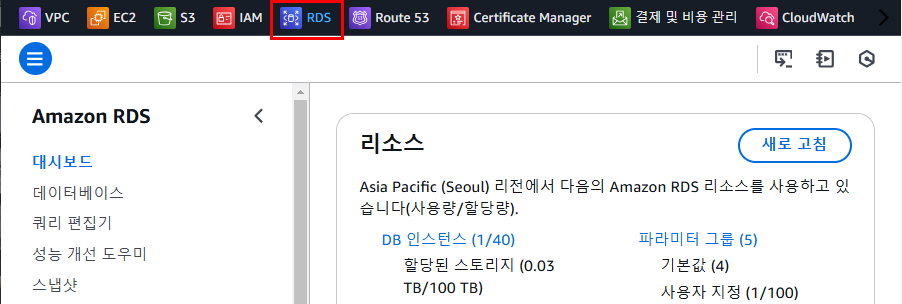 VPC EC2 S3 IAM RDS Route 53 Certificate Manager 결제 및 비용 관리 CloudWatch
Amazon RDS
대시보드
데이터베이스
쿼리 편집기
성능 개선 도우미
스냅샷
리소스
새로 고침
Asia Pacific (Seoul) 리전에서 다음의 Amazon RDS 리소스를 사용하고 있
습니다(사용량/할당량).
DB 인스턴스 (1/40)
할당된 스토리지 (0.03
TB/100 TB)
파라미터 그룹 (5)
기본값 (4)
사용자 지정 (1/100)